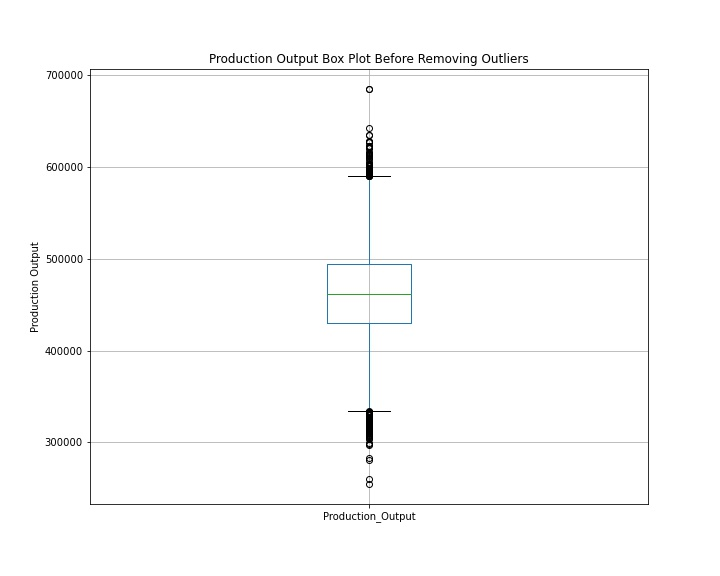 Production Output Box Plot Before Removing Outliers
700000
600000
500000
400000
300000
Production Output
Production_Output